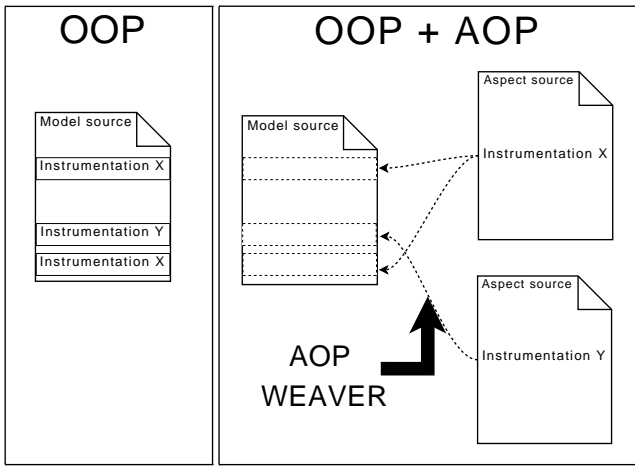 OOP
Model source
Instrumentation X
Instrumentation Y
Instrumentation X
OOP + AOP
Model source
Aspect source
Instrumentation X
Aspect source
Instrumentation Y
AOP
WEAVER